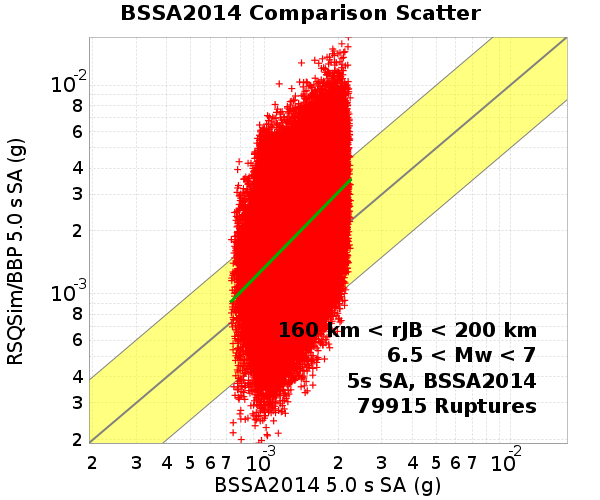 BSSA2014 Comparison Scatter
RSQSim/BBP 5.0 s SA (g)
10-2
8
6
4
3
2
10-3
8
6
4
3
2
160 km < rJB < 200 km
6.5 < Mw < 7
5s SA, BSSA2014
79915 Ruptures
2 3 4 5 6 7 10-3 2 3 4 5 6 7 10-2
BSSA2014 5.0 s SA (g)